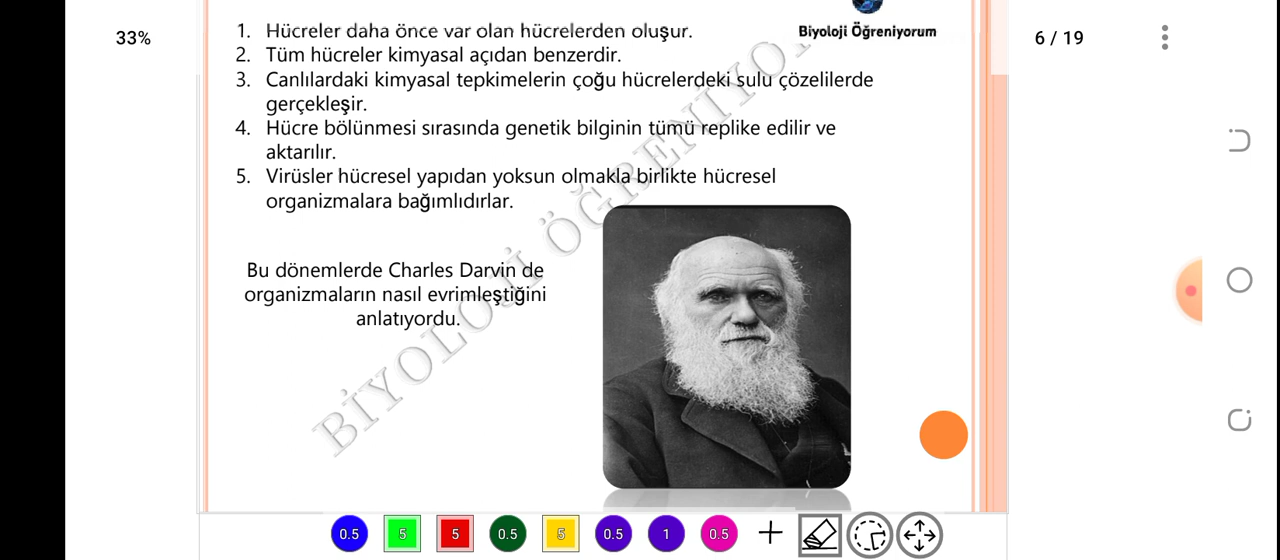 33%
Biyoloji Öğreniyorum
6 / 19
1. Hücreler daha önce var olan hücrelerden oluşur.
2. Tüm hücreler kimyasal açıdan benzerdir.
3. Canlılardaki kimyasal tepkimelerin çoğu hücrelerdeki sulu çözelilerde
gerçekleşir.
4. Hücre bölünmesi sırasında genetik bilginin tümü replike edilir ve
aktarılır.
5. Virüsler hücresel yapıdan yoksun olmakla birlikte hücresel
organizmalara bağımlıdırlar.
Bu dönemlerde Charles Darvin de
organizmaların nasıl evrimleştiğini
anlatıyordu.
BİYOLOJİ ÖĞRENİYOR
0.5 5 5 0.5 5 0.5 1 0.5